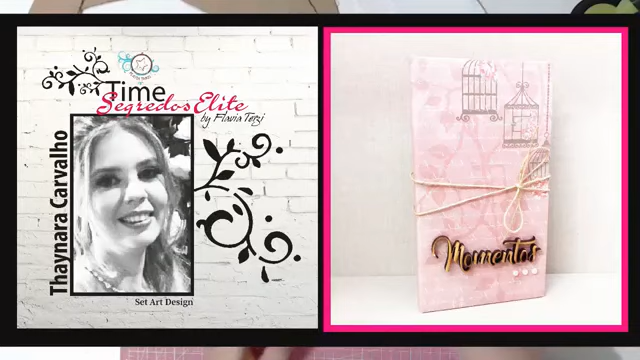 Time
Segredos Elite
by Flavia Terzi
Thaynara Carvalho
Set Art Design
Momentos